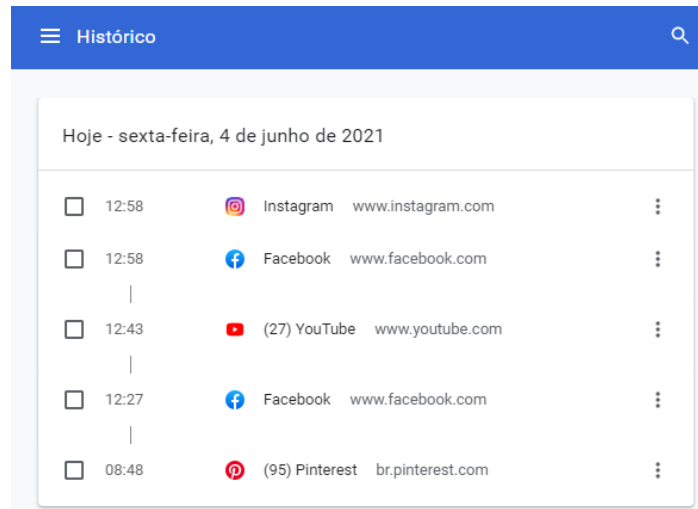 Histórico
Hoje - sexta-feira, 4 de junho de 2021
12:58 Instagram www.instagram.com
12:58 Facebook www.facebook.com
12:43 (27) YouTube www.youtube.com
12:27 Facebook www.facebook.com
08:48 (95) Pinterest br.pinterest.com